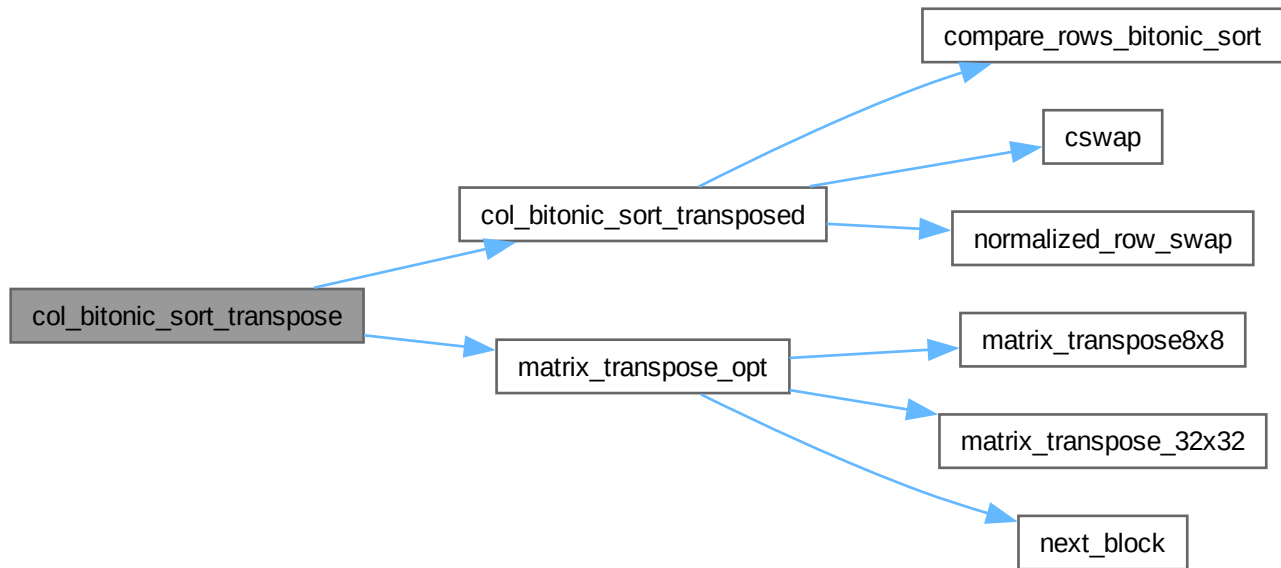 compare_rows_bitonic_sort
cswap
col_bitonic_sort_transposed
normalized_row_swap
col_bitonic_sort_transpose
matrix_transpose8x8
matrix_transpose_opt
matrix_transpose_32x32
next_block